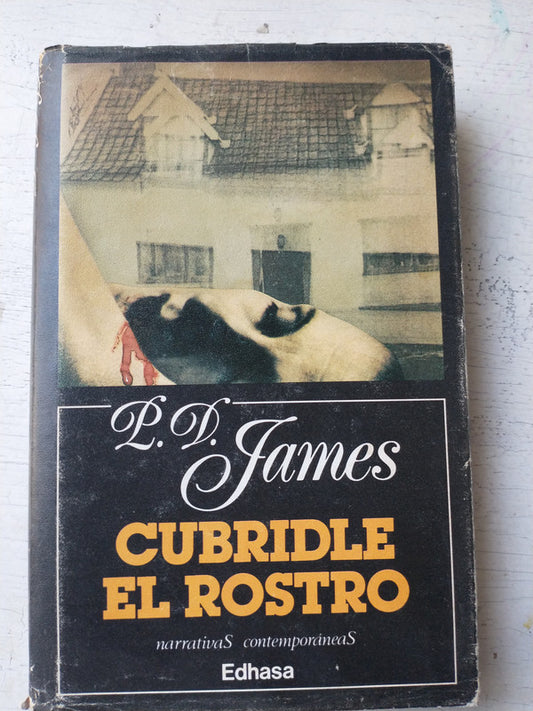 P. D. James
CUBRIDLE
EL ROSTRO
narrativaS contemporáneaS
Edhasa